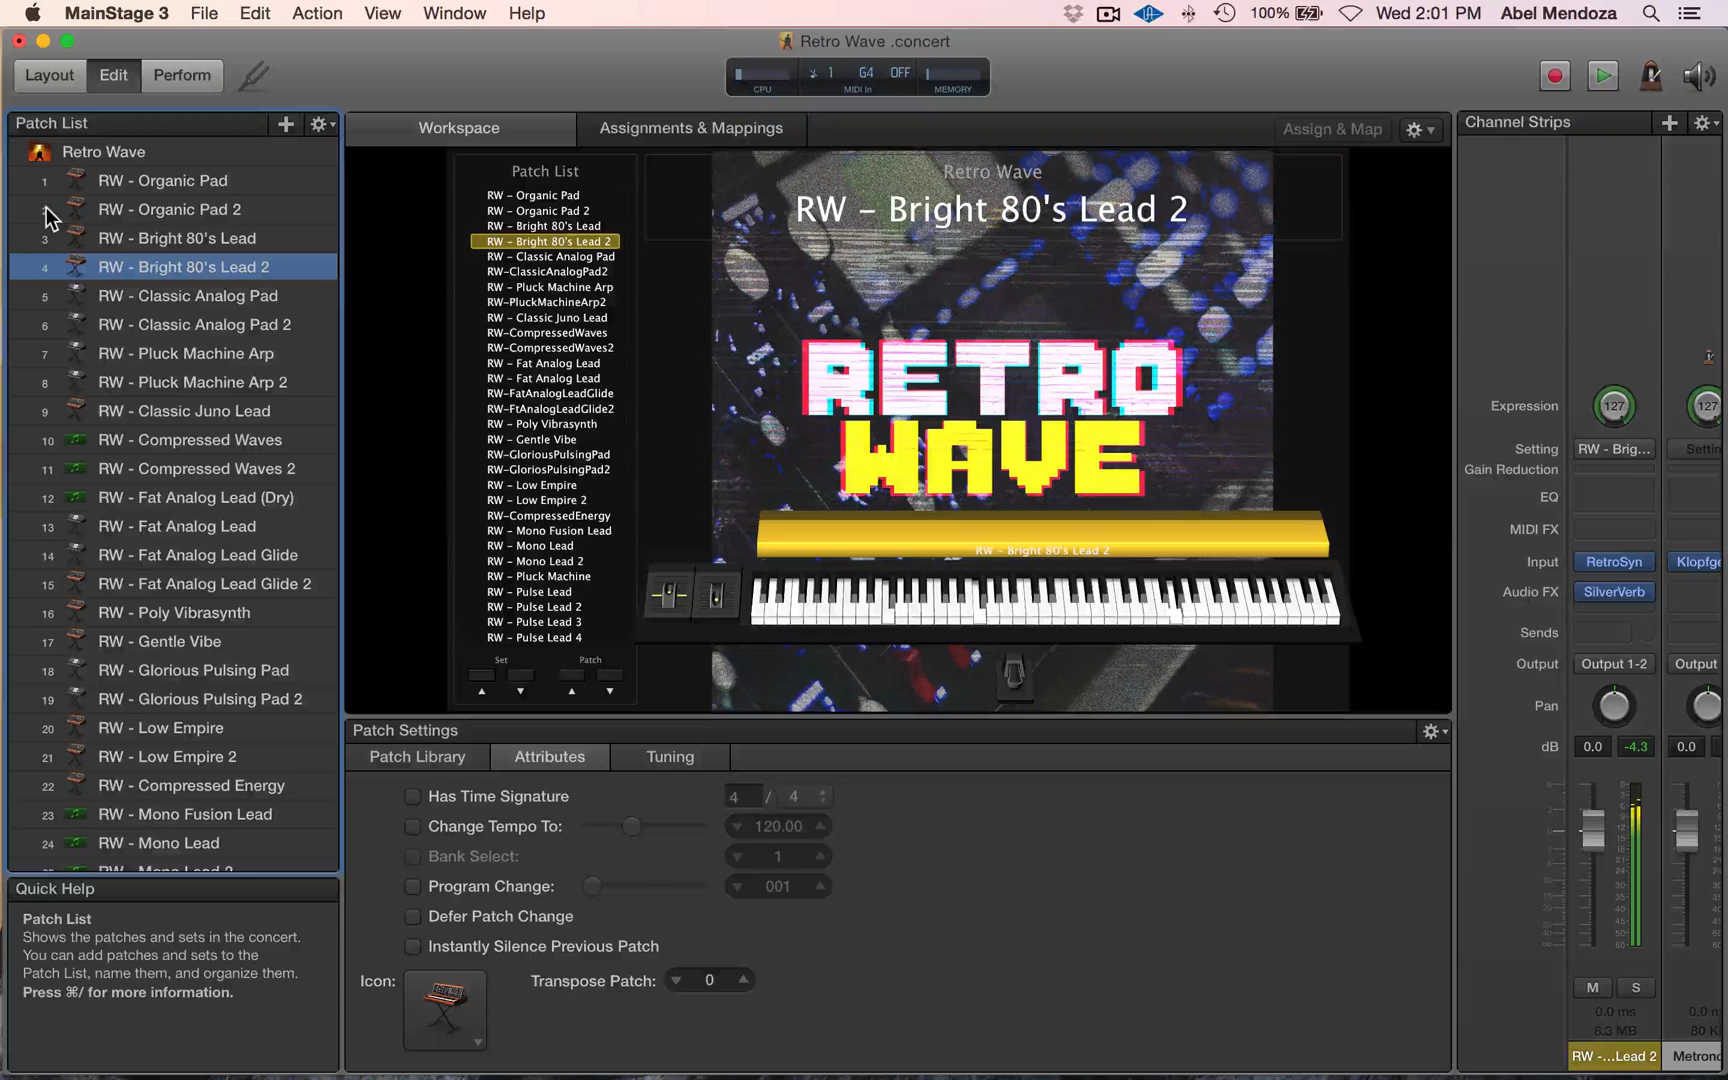 MainStage 3 File Edit Action View Window Help 100% Wed 2:01 PM Abel Mendoza
Retro Wave .concert
Layout Edit Perform
1 G4 OFF
CPU MIDI In MEMORY
Patch List
Retro Wave
1 RW - Organic Pad
RW - Organic Pad 2
3 RW - Bright 80's Lead
4 RW - Bright 80's Lead 2
5 RW - Classic Analog Pad
6 RW - Classic Analog Pad 2
7 RW - Pluck Machine Arp
8 RW - Pluck Machine Arp 2
9 RW - Classic Juno Lead
10 RW - Compressed Waves
11 RW - Compressed Waves 2
12 RW - Fat Analog Lead (Dry)
13 RW - Fat Analog Lead
14 RW - Fat Analog Lead Glide
15 RW - Fat Analog Lead Glide 2
16 RW - Poly Vibrasynth
17 RW - Gentle Vibe
18 RW - Glorious Pulsing Pad
19 RW - Glorious Pulsing Pad 2
20 RW - Low Empire
21 RW - Low Empire 2
22 RW - Compressed Energy
23 RW - Mono Fusion Lead
24 RW - Mono Lead
Quick Help
Patch List
Shows the patches and sets in the concert.
You can add patches and sets to the
Patch List, name them, and organize them.
Press ⌘/ for more information.
Workspace Assignments & Mappings Assign & Map
Patch List
RW - Organic Pad
RW - Organic Pad 2
RW - Bright 80's Lead
RW - Bright 80's Lead 2
RW - Classic Analog Pad
RW-ClassicAnalogPad2
RW - Pluck Machine Arp
RW-PluckMachineArp2
RW - Classic Juno Lead
RW-CompressedWaves
RW-CompressedWaves2
RW - Fat Analog Lead
RW - Fat Analog Lead
RW-FatAnalogLeadGlide
RW-FtAnalogLeadGlide2
RW - Poly Vibrasynth
RW - Gentle Vibe
RW-GloriousPulsingPad
RW-GloriosPulsingPad2
RW - Low Empire
RW - Low Empire 2
RW-CompressedEnergy
RW - Mono Fusion Lead
RW - Mono Lead
RW - Mono Lead 2
RW - Pluck Machine
RW - Pulse Lead
RW - Pulse Lead 2
RW - Pulse Lead 3
RW - Pulse Lead 4
Set Patch
Retro Wave
RW - Bright 80's Lead 2
RETRO
WAVE
RW - Bright 80's Lead 2
Patch Settings
Patch Library Attributes Tuning
Has Time Signature 4 / 4
Change Tempo To: 120.00
Bank Select: 1
Program Change: 001
Defer Patch Change
Instantly Silence Previous Patch
Icon: Transpose Patch: 0
Channel Strips
Expression 127 127
Setting RW - Brig... Settin
Gain Reduction
EQ
MIDI FX
Input RetroSyn Klopfge
Audio FX SilverVerb
Sends
Output Output 1-2 Output
Pan
dB 0.0 -4.3 0.0
M S
0.0 ms 0.0 m
8.3 MB 80 K
RW -...Lead 2 Metrono